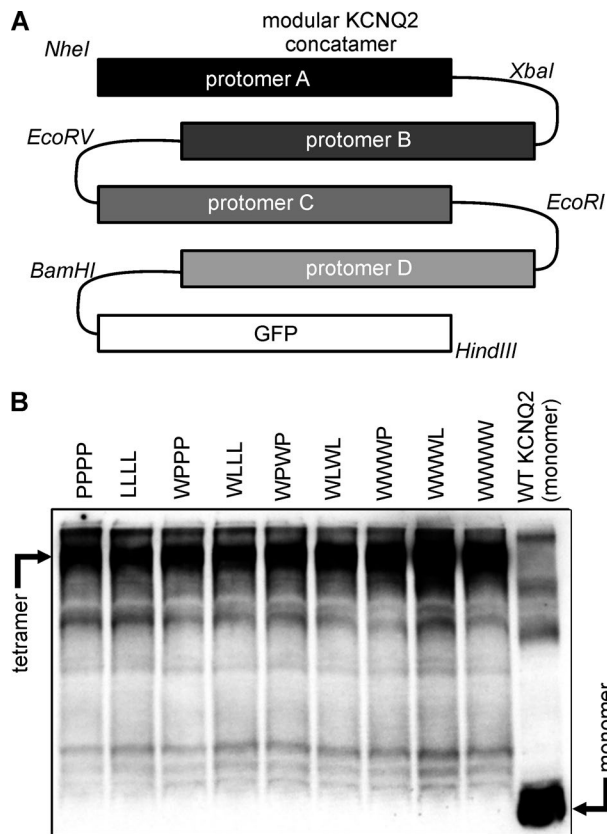 A
modular KCNQ2
concatamer
NheI
protomer A
XbaI
EcoRV
protomer B
protomer C
EcoRI
BamHI
protomer D
GFP
HindIII
B
PPPP
LLLL
WPPP
WLLL
WPWP
WLWL
WWWP
WWWL
WWWW
WT KCNQ2
(monomer)
tetramer
monomer